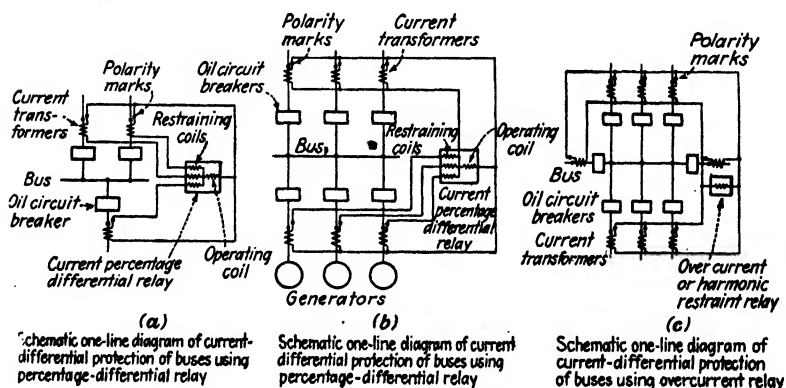 Current trans-
formers
Polarity
marks
Restraining
coils
Bus
Oil circuit
breaker
Current percentage
differential relay
Operating
coil
(a)
Schematic one-line diagram of current-
differential protection of buses using
percentage-differential relay
Polarity
marks
Current
transformers
Oil circuit
breakers
Restraining
coils
Operating
coil
Bus
Current
percentage
differential
relay
Generators
(b)
Schematic one-line diagram of current
differential protection of buses using
percentage-differential relay
Polarity
marks
Bus
Oil circuit
breakers
Current
transformers
Over current
or harmonic
restraint relay
(c)
Schematic one-line diagram of
current-differential protection
of buses using overcurrent relay